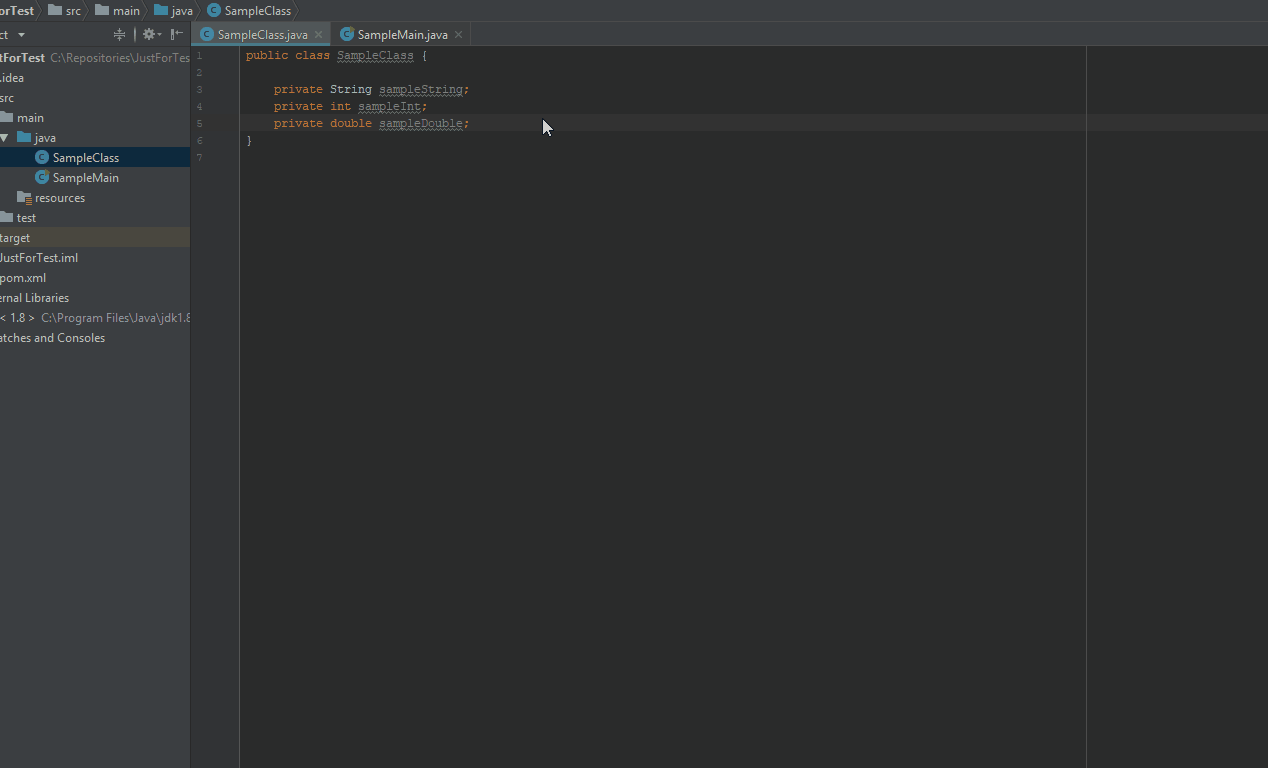 orTest src main java SampleClass
ct
SampleClass.java SampleMain.java
tForTest C:\Repositories\JustForTes
.idea
src
main
java
SampleClass
SampleMain
resources
test
target
JustForTest.iml
pom.xml
ernal Libraries
< 1.8 > C:\Program Files\Java\jdk1.8
atches and Consoles
1 public class SampleClass {
2
3 private String sampleString;
4 private int sampleInt;
5 private double sampleDouble;
6 }
7